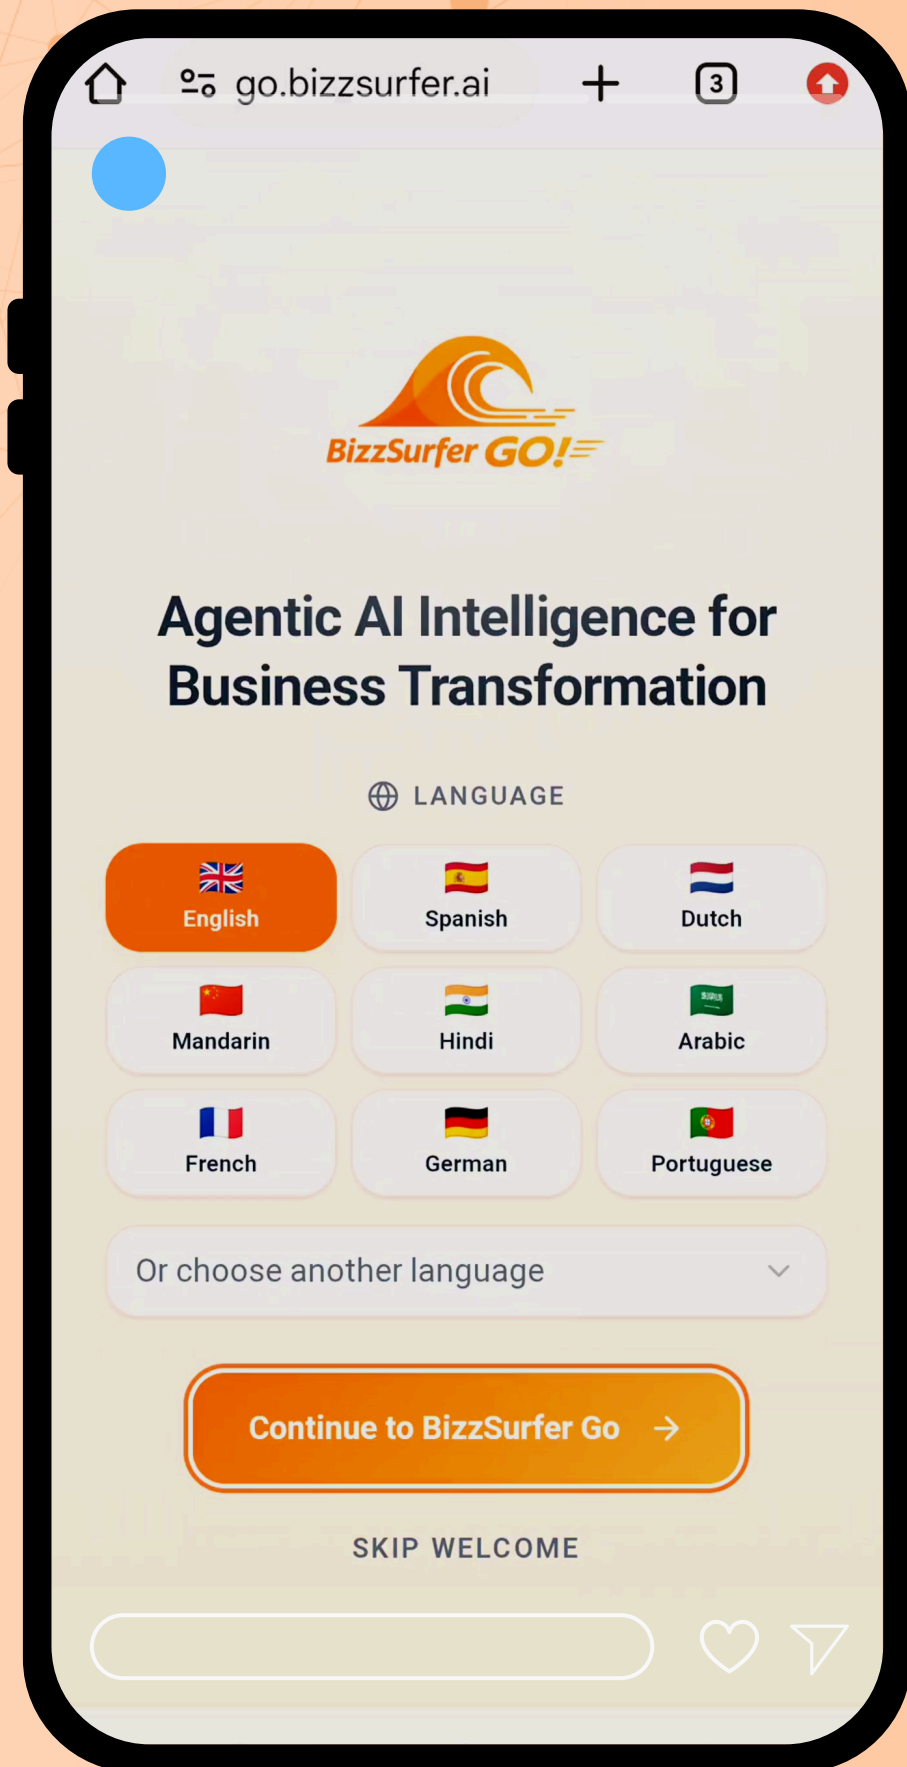 go.bizzsurfer.ai
3
BizzSurfer GO!
Agentic AI Intelligence for
Business Transformation
LANGUAGE
English
Spanish
Dutch
Mandarin
Hindi
Arabic
French
German
Portuguese
Or choose another language
Continue to BizzSurfer Go →
SKIP WELCOME